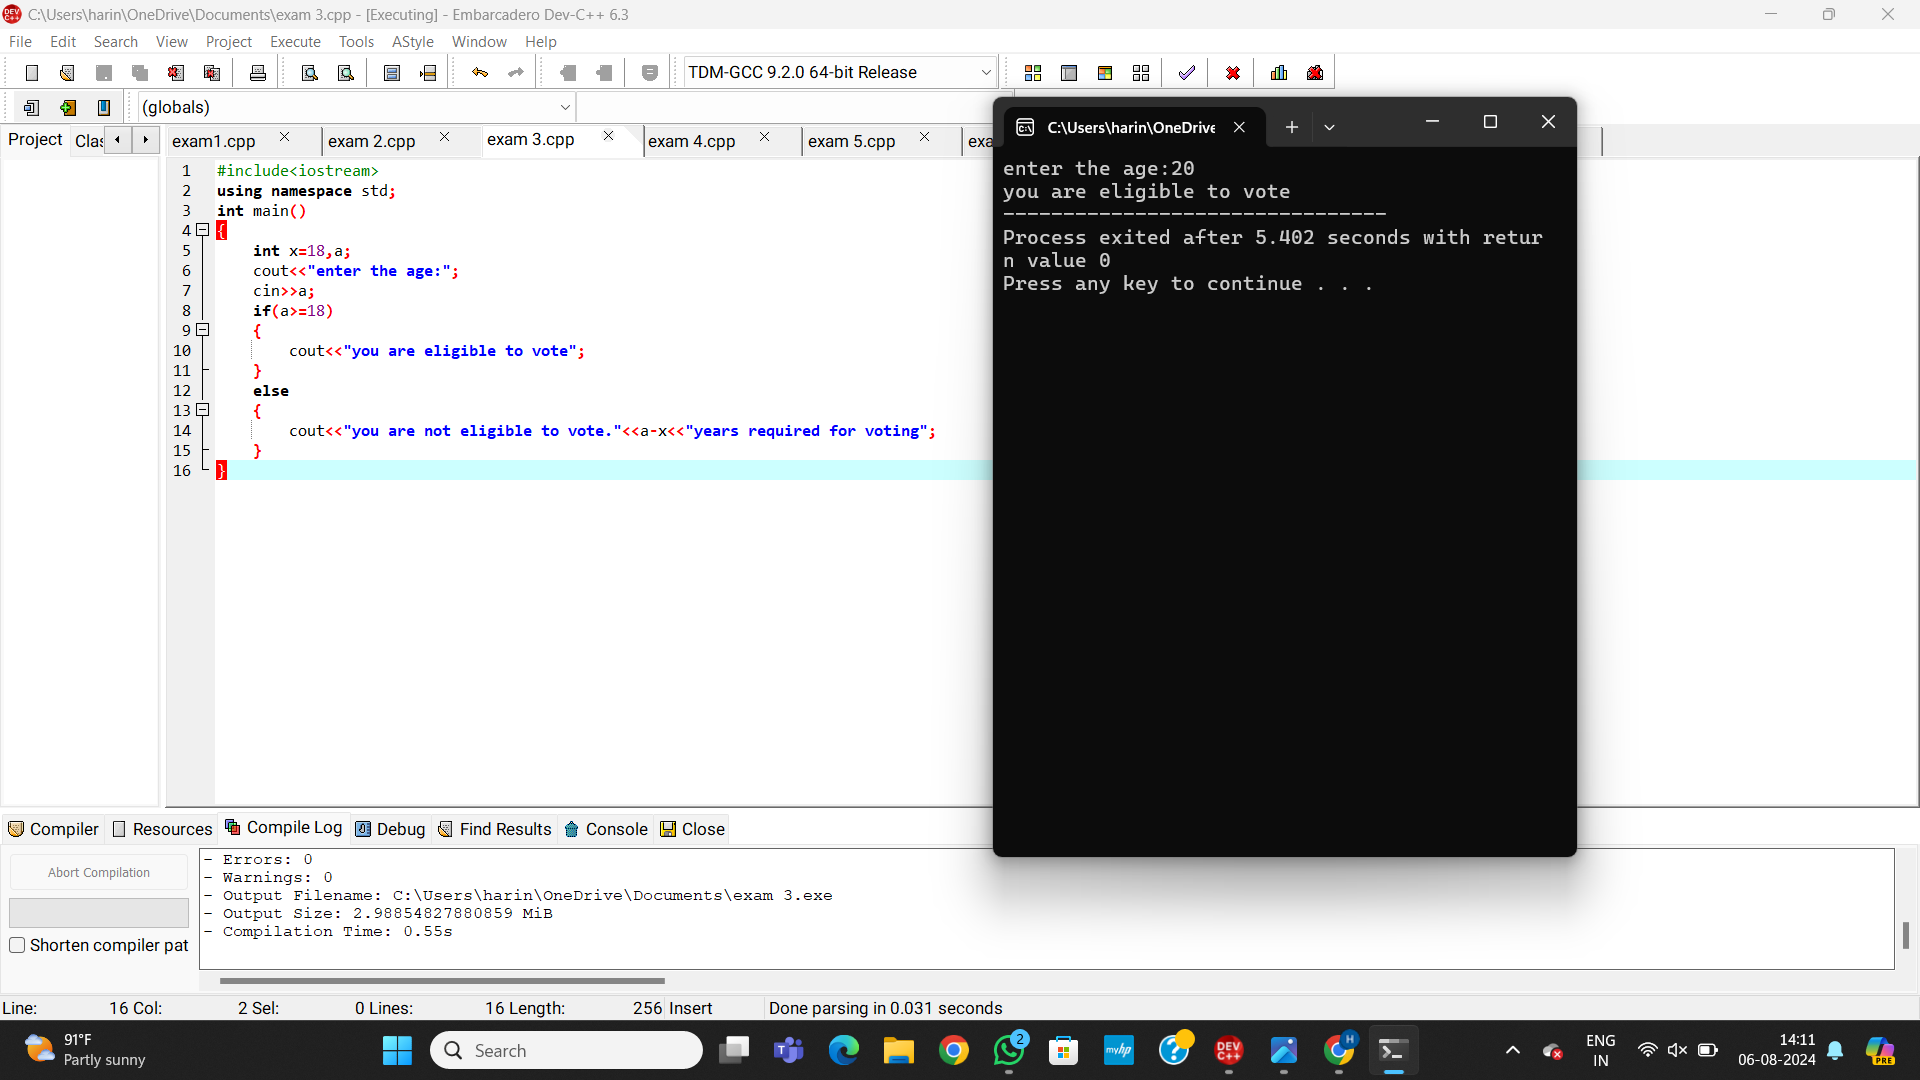 C:\Users\harin\OneDrive\Documents\exam 3.cpp - [Executing] - Embarcadero Dev-C++ 6.3
File Edit Search View Project Execute Tools AStyle Window Help
TDM-GCC 9.2.0 64-bit Release
(globals)
Project Clas exam1.cpp exam 2.cpp exam 3.cpp exam 4.cpp exam 5.cpp exa
1 #include<iostream>
2 using namespace std;
3 int main()
4 {
5 int x=18,a;
6 cout<<"enter the age:";
7 cin>>a;
8 if(a>=18)
9 {
10 cout<<"you are eligible to vote";
11 }
12 else
13 {
14 cout<<"you are not eligible to vote."<<a-x<<"years required for voting";
15 }
16 }
C:\Users\harin\OneDrive
enter the age:20
you are eligible to vote
--------------------------------
Process exited after 5.402 seconds with retur
n value 0
Press any key to continue . . .
Compiler Resources Compile Log Debug Find Results Console Close
Abort Compilation
Shorten compiler pat
- Errors: 0
- Warnings: 0
- Output Filename: C:\Users\harin\OneDrive\Documents\exam 3.exe
- Output Size: 2.98854827880859 MiB
- Compilation Time: 0.55s
Line: 16 Col: 2 Sel: 0 Lines: 16 Length: 256 Insert Done parsing in 0.031 seconds
91°F
Partly sunny
Search
2
myhp
DEV C++
H
ENG
IN
14:11
06-08-2024
PRE